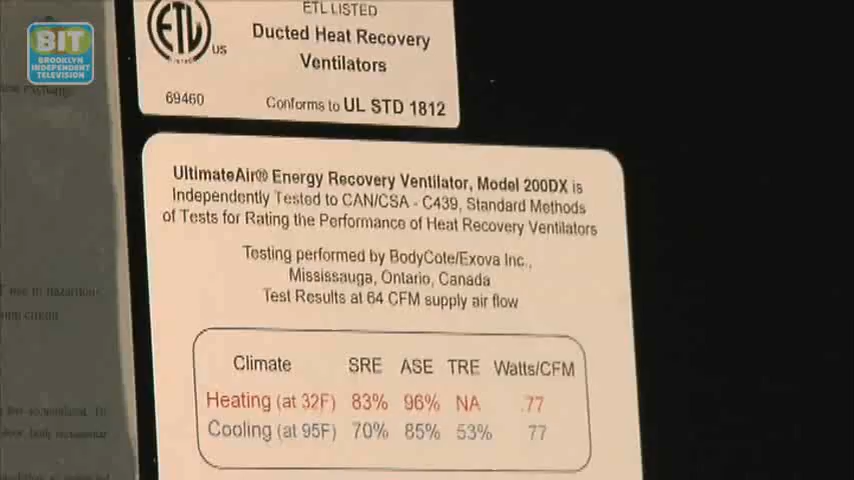 BIT
BROOKLYN
INDEPENDENT
TELEVISION
ETL LISTED
ETL US
Ducted Heat Recovery
Ventilators
69460
Conforms to UL STD 1812
UltimateAir® Energy Recovery Ventilator, Model 200DX is
Independently Tested to CAN/CSA - C439, Standard Methods
of Tests for Rating the Performance of Heat Recovery Ventilators
Testing performed by BodyCote/Exova Inc.,
Mississauga, Ontario, Canada
Test Results at 64 CFM supply air flow
Climate SRE ASE TRE Watts/CFM
Heating (at 32F) 83% 96% NA .77
Cooling (at 95F) 70% 85% 53% 77